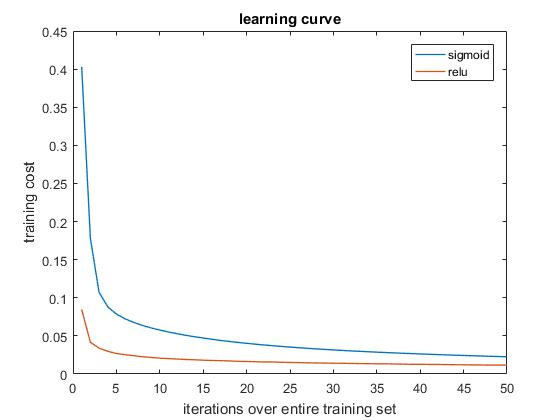 learning curve
sigmoid
relu
training cost
0.45
0.4
0.35
0.3
0.25
0.2
0.15
0.1
0.05
0
0 5 10 15 20 25 30 35 40 45 50
iterations over entire training set